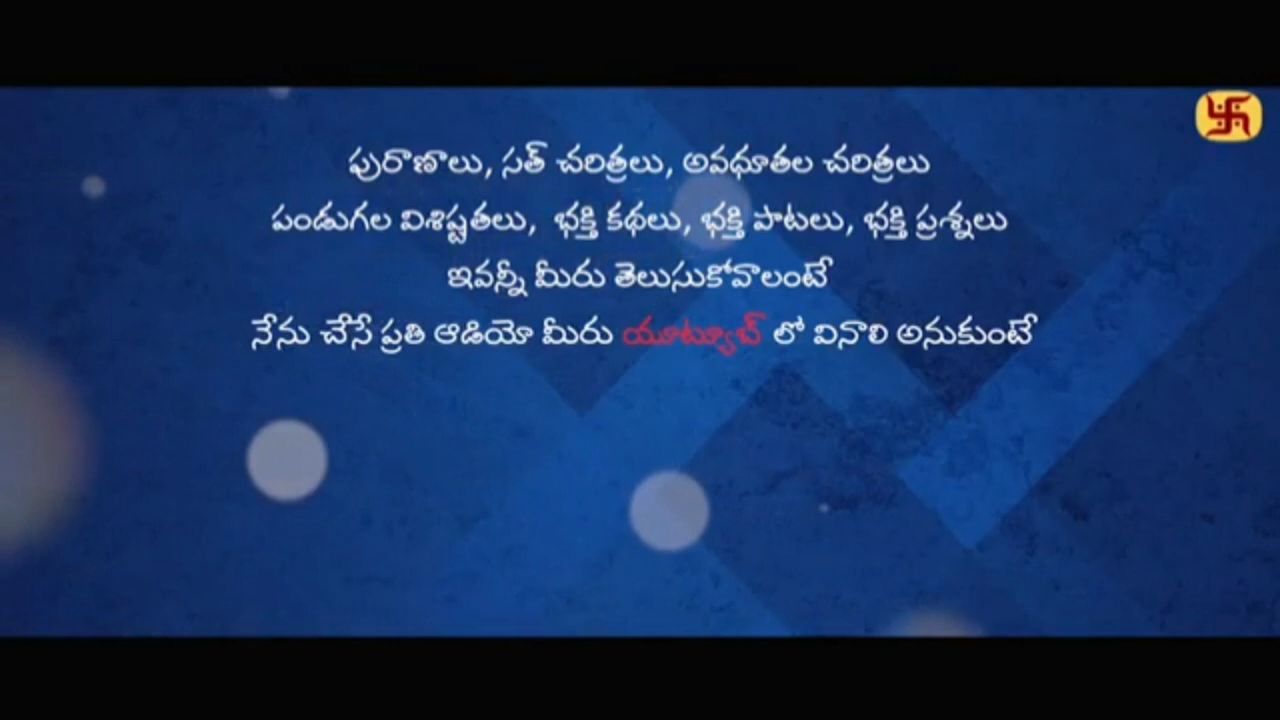 పురాణాలు, సత్ చరిత్రలు, అవధూతల చరిత్రలు
పండుగల విశిష్టతలు, భక్తి కథలు, భక్తి పాటలు, భక్తి ప్రశ్నలు
ఇవన్నీ మీరు తెలుసుకోవాలంటే
నేను చేసే ప్రతి ఆడియో మీరు యూట్యూబ్ లో వినాలి అనుకుంటే